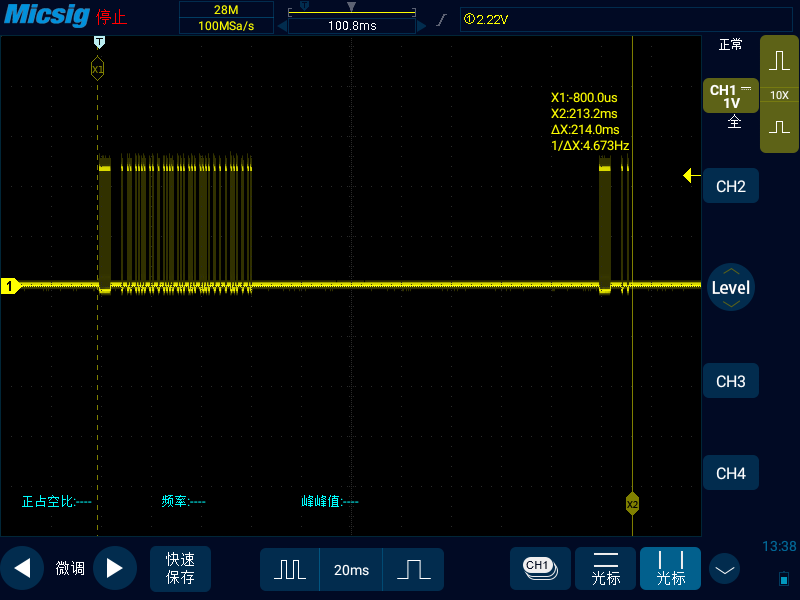 Micsig 停止
28M
100MSa/s
T
100.8ms
①2.22V
T
X1
X1:-800.0us
X2:213.2ms
ΔX:214.0ms
1/ΔX:4.673Hz
正常
CH1
1V
全
10X
CH2
1
Level
CH3
CH4
正占空比:----
频率:----
峰峰值:----
X2
微调
快速
保存
20ms
CH1
光标
光标
13:38